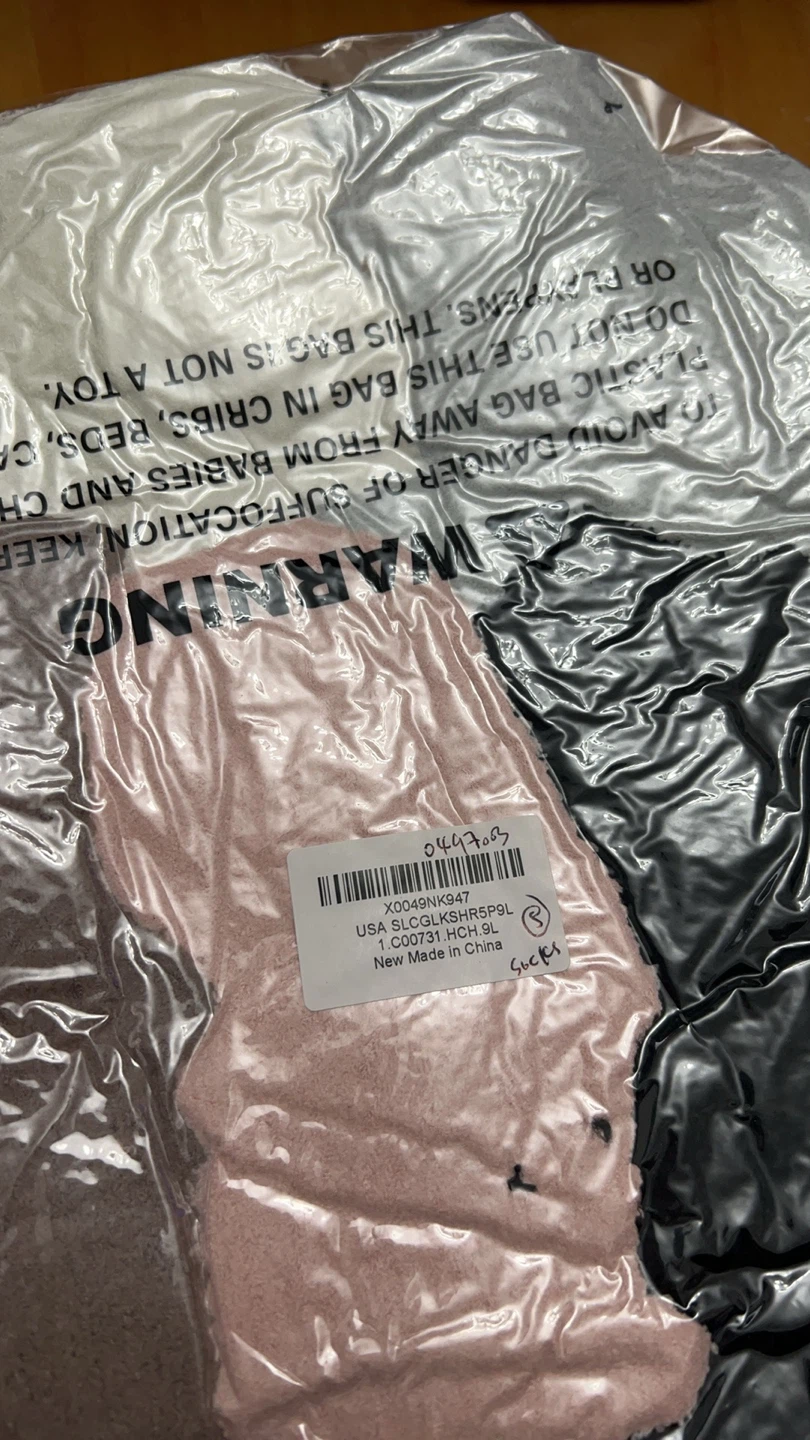 WARNING
TO AVOID DANGER OF SUFFOCATION, KEEP
PLASTIC BAG AWAY FROM BABIES AND CH
DO NOT USE THIS BAG IN CRIBS, BEDS, CA
OR PLAYPENS. THIS BAG IS NOT A TOY.
X0049NK947
USA SLCGLKSHR5P9L
1.C00731.HCH.9L
New Made in China
Socks